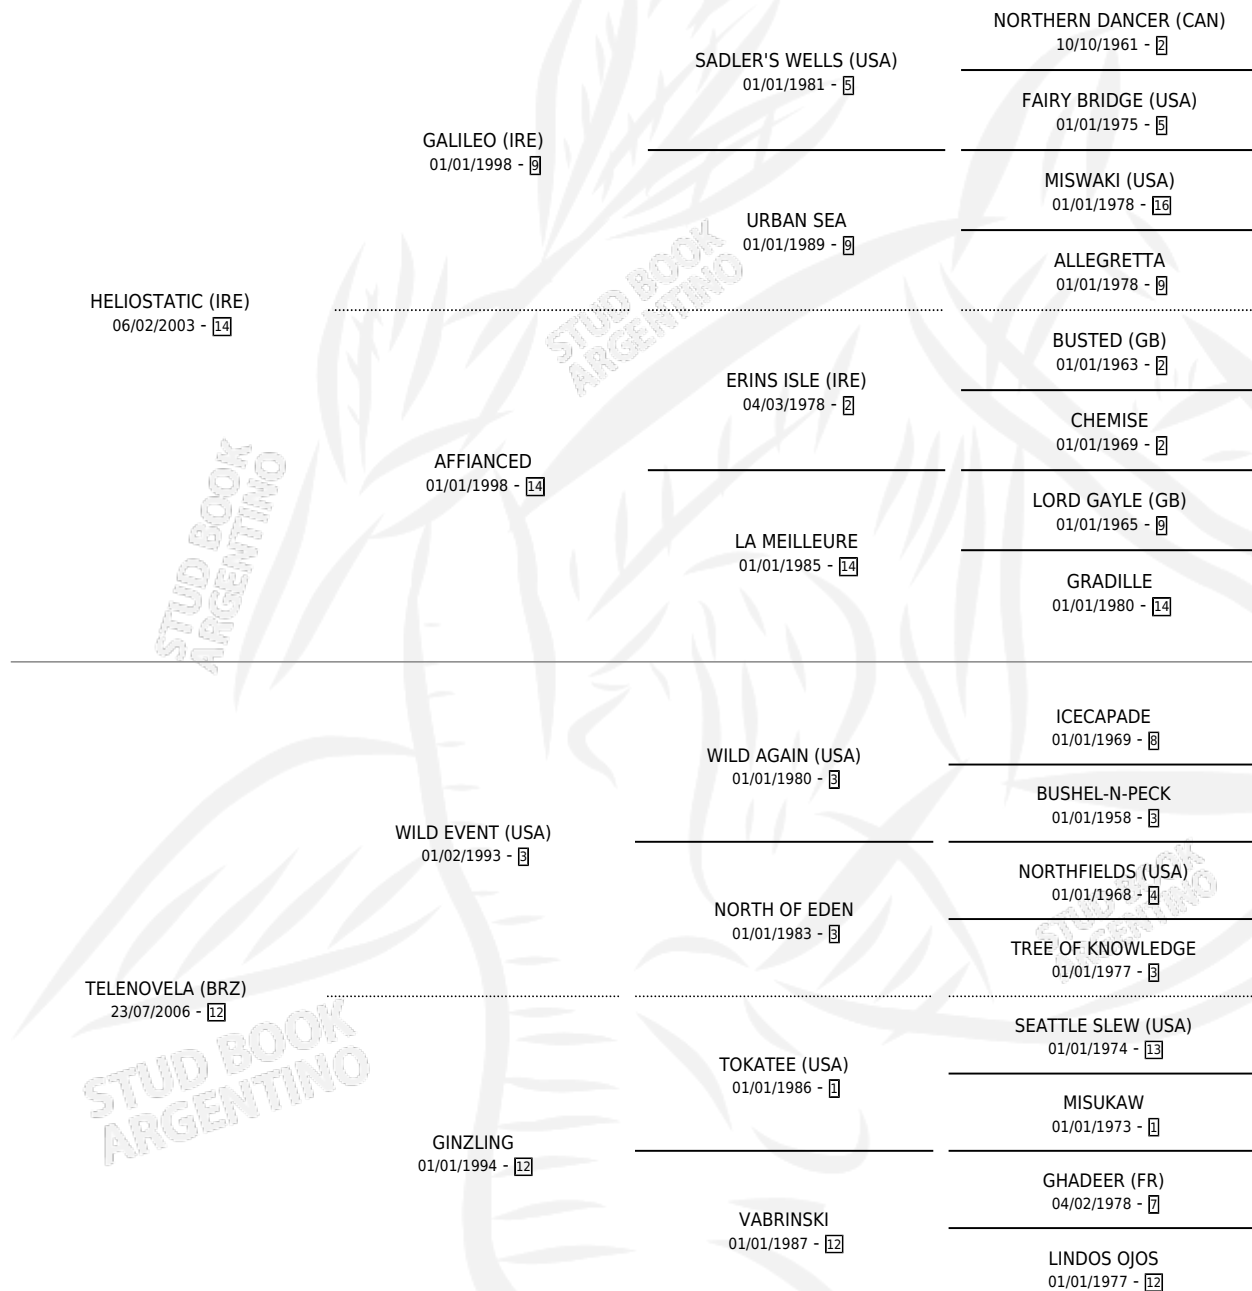 NORTHERN DANCER (CAN)
10/10/1961 - 2
SADLER'S WELLS (USA)
01/01/1981 - 5
FAIRY BRIDGE (USA)
01/01/1975 - 5
GALILEO (IRE)
01/01/1998 - 9
MISWAKI (USA)
01/01/1978 - 16
URBAN SEA
01/01/1989 - 9
ALLEGRETTA
01/01/1978 - 9
HELIOSTATIC (IRE)
06/02/2003 - 14
BUSTED (GB)
01/01/1963 - 2
ERINS ISLE (IRE)
04/03/1978 - 2
CHEMISE
01/01/1969 - 2
AFFIANCED
01/01/1998 - 14
LORD GAYLE (GB)
01/01/1965 - 9
LA MEILLEURE
01/01/1985 - 14
GRADILLE
01/01/1980 - 14
ICECAPADE
01/01/1969 - 8
WILD AGAIN (USA)
01/01/1980 - 3
BUSHEL-N-PECK
01/01/1958 - 3
WILD EVENT (USA)
01/02/1993 - 3
NORTHFIELDS (USA)
01/01/1968 - 4
NORTH OF EDEN
01/01/1983 - 3
TREE OF KNOWLEDGE
01/01/1977 - 3
TELENOVELA (BRZ)
23/07/2006 - 12
SEATTLE SLEW (USA)
01/01/1974 - 13
TOKATEE (USA)
01/01/1986 - 1
MISUKAW
01/01/1973 - 1
GINZLING
01/01/1994 - 12
GHADEER (FR)
04/02/1978 - 7
VABRINSKI
01/01/1987 - 12
LINDOS OJOS
01/01/1977 - 12
STUD BOOK
ARGENTINO
STUD BOOK
ARGENTINO
STUD BOOK
ARGENTINO
STUD BOOK
ARGENTINO